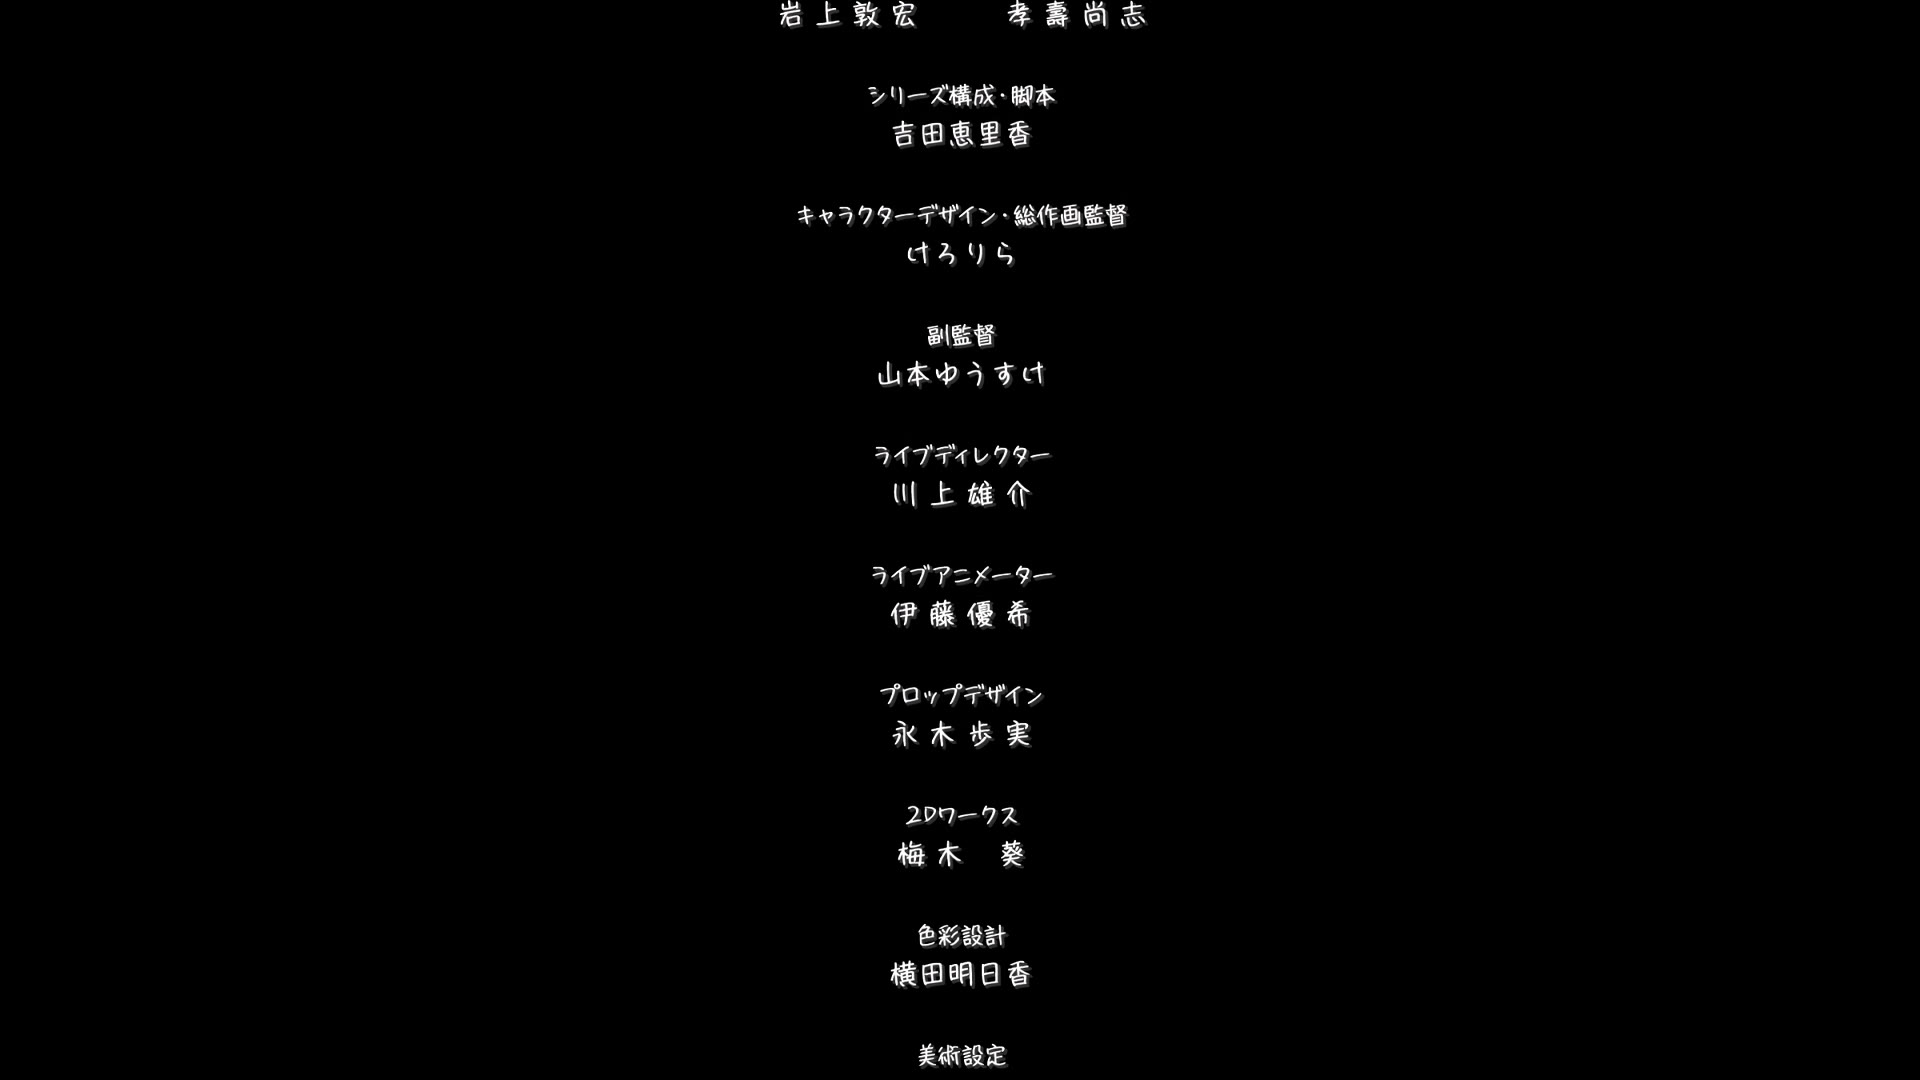 岩上敦宏　孝壽尚志
シリーズ構成・脚本
吉田恵里香
キャラクターデザイン・総作画監督
けろりら
副監督
山本ゆうすけ
ライブディレクター
川上雄介
ライブアニメーター
伊藤優希
プロップデザイン
永木歩実
2Dワークス
梅木　葵
色彩設計
横田明日香
美術設定